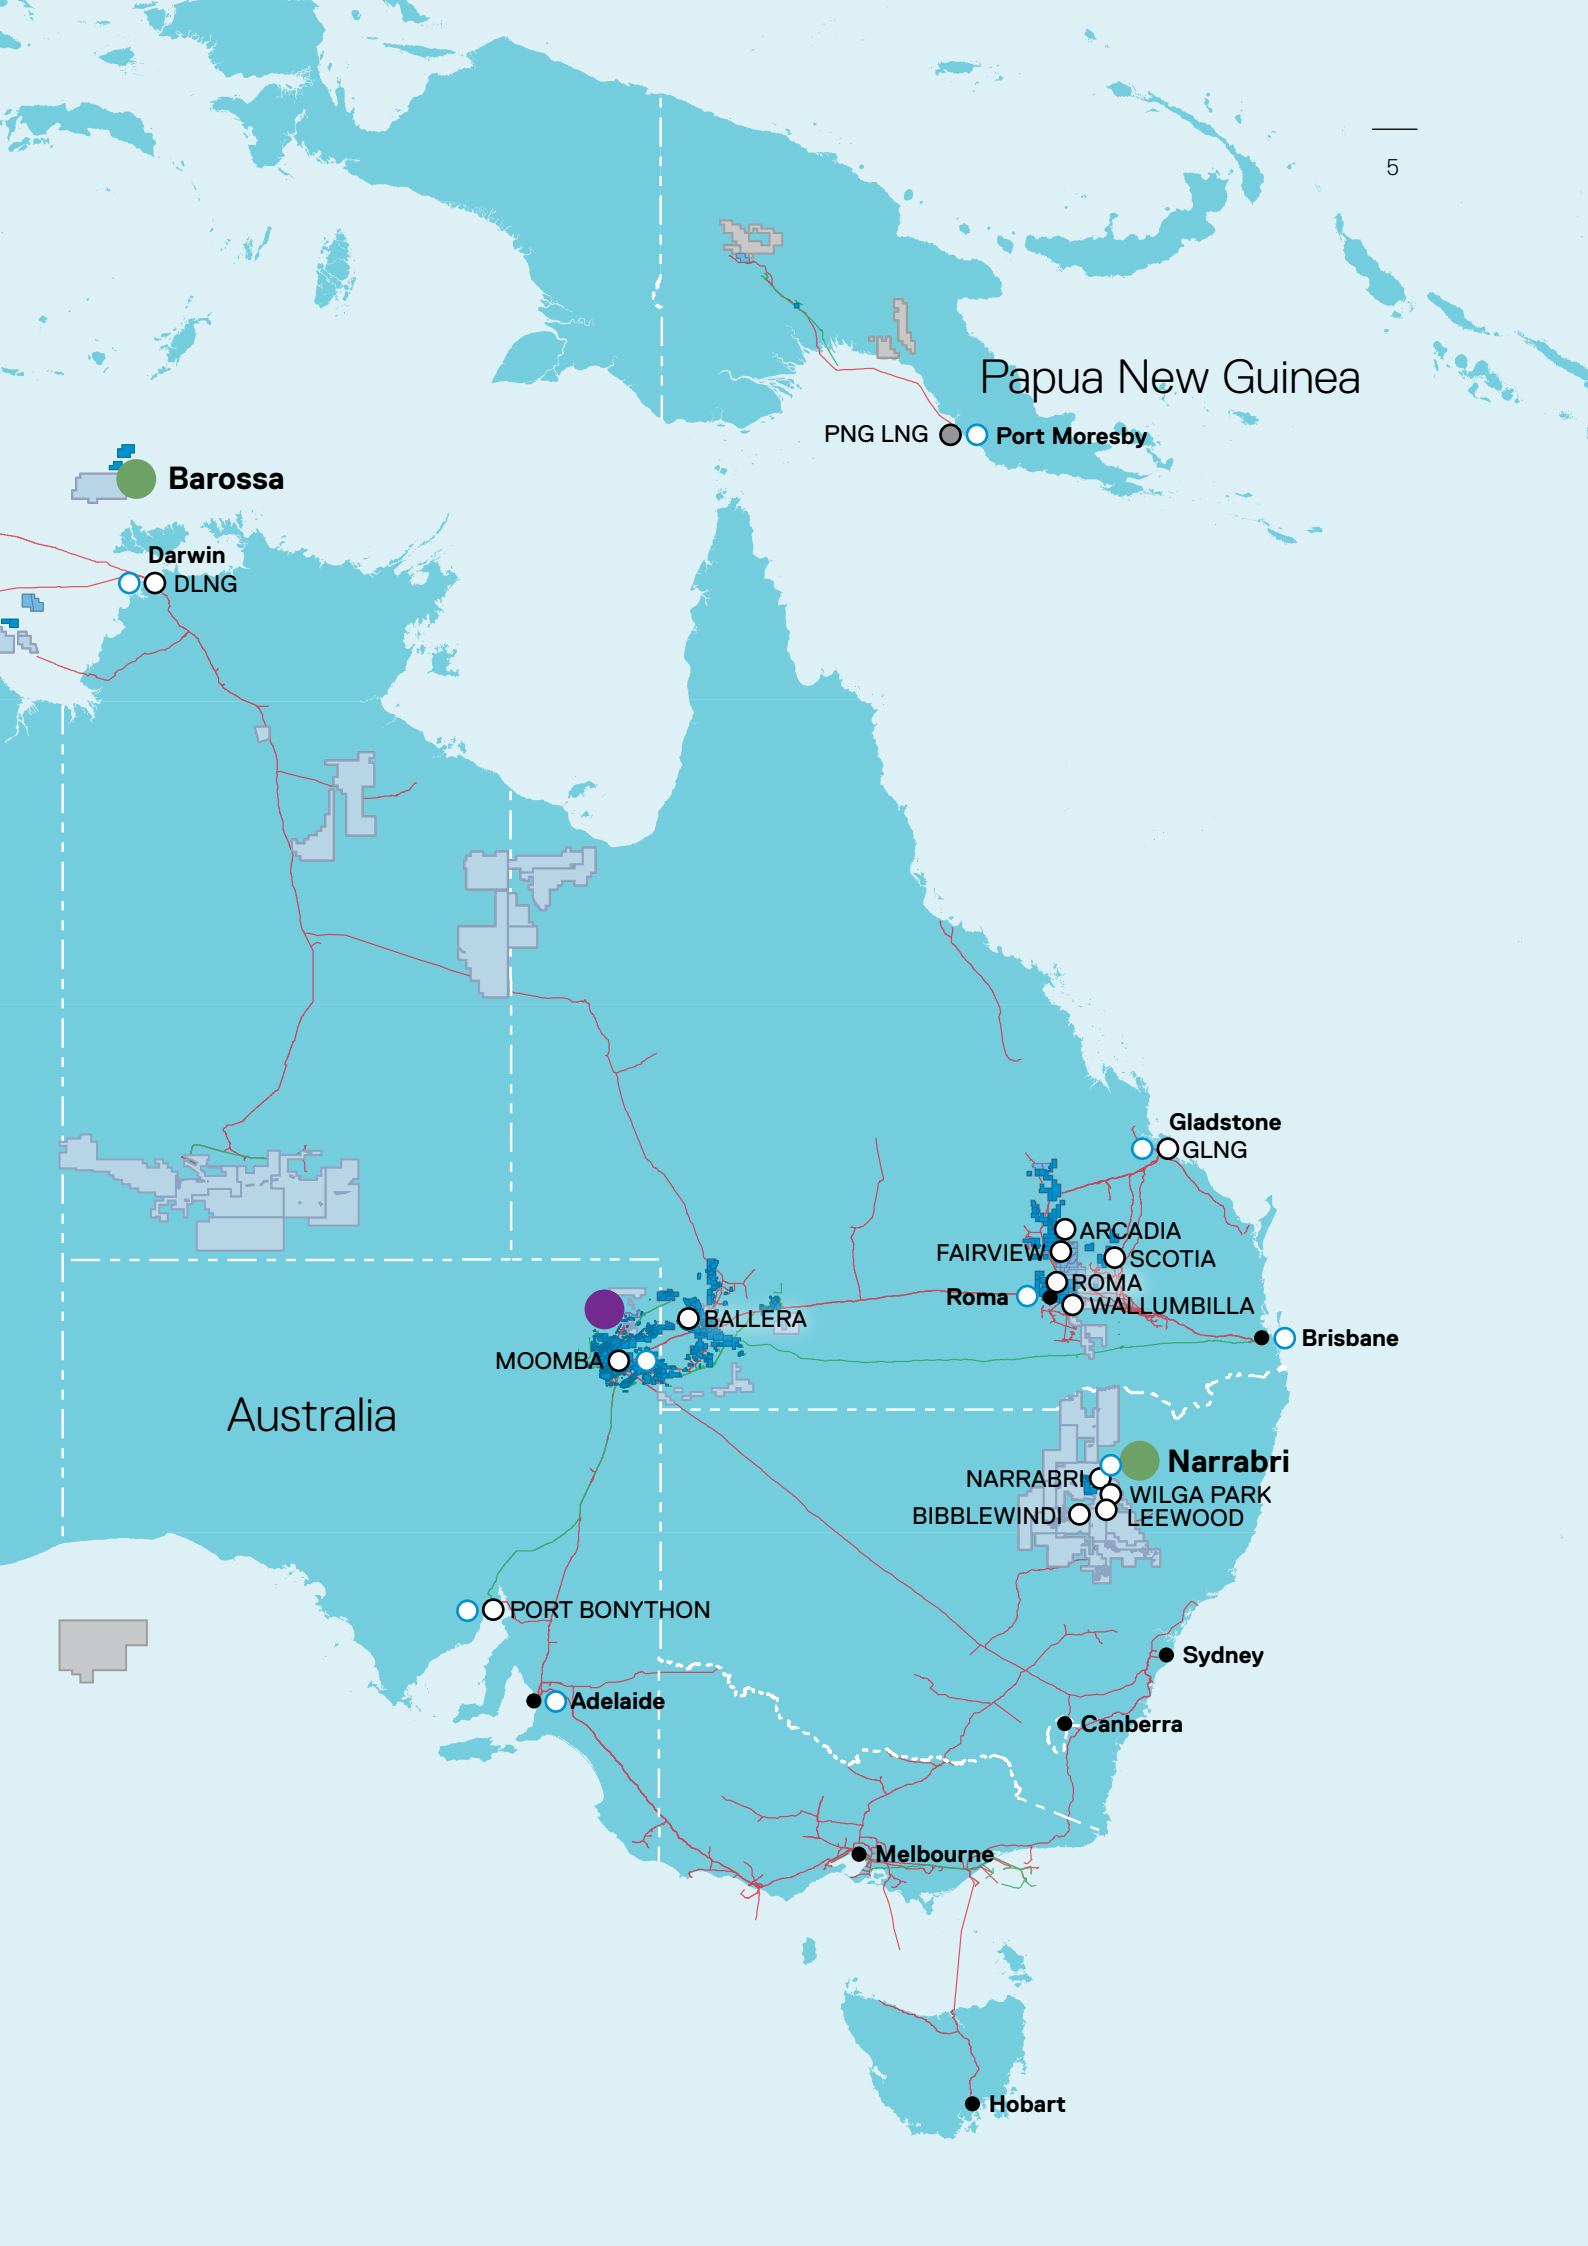 5
Papua New Guinea
PNG LNG
Port Moresby
Barossa
Darwin
DLNG
Gladstone
GLNG
ARCADIA
FAIRVIEW
SCOTIA
ROMA
Roma
WALLUMBILLA
BALLERA
Brisbane
MOOMBA
Australia
Narrabri
NARRABRI
WILGA PARK
BIBBLEWINDI
LEEWOOD
PORT BONYTHON
Sydney
Adelaide
Canberra
Melbourne
Hobart